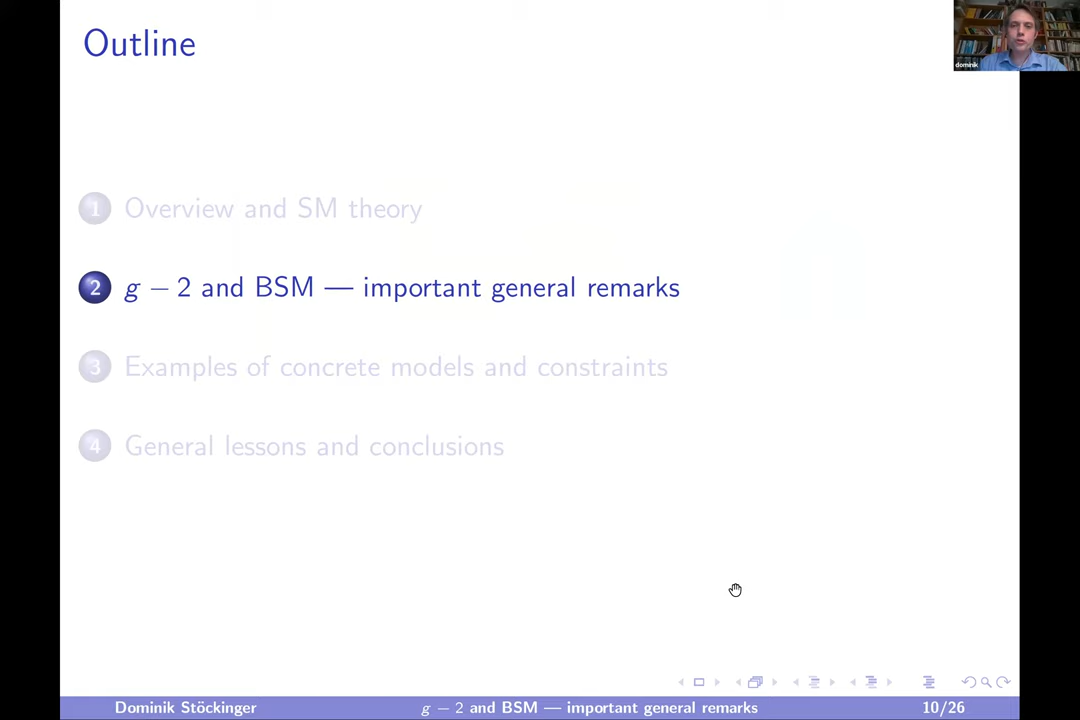 Outline
dominik
1 Overview and SM theory
2 g − 2 and BSM — important general remarks
3 Examples of concrete models and constraints
4 General lessons and conclusions
Dominik Stöckinger g − 2 and BSM — important general remarks 10/26